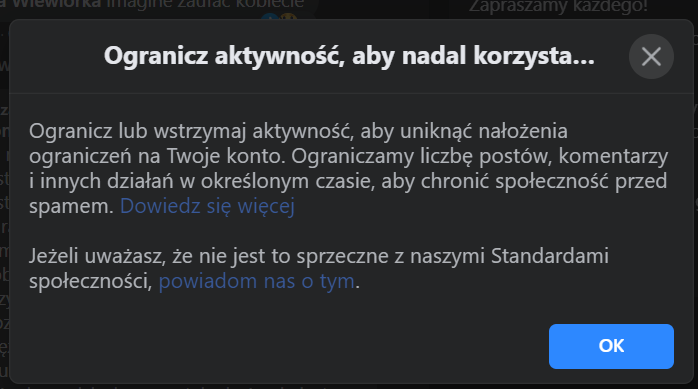 Wiewiórka imagine zadrać kobiecie
Zapraszamy każdego!
Ogranicz aktywność, aby nadal korzysta...
Ogranicz lub wstrzymaj aktywność, aby uniknąć nałożenia
ograniczeń na Twoje konto. Ograniczamy liczbę postów, komentarzy
i innych działań w określonym czasie, aby chronić społeczność przed
spamem. Dowiedz się więcej
Jeżeli uważasz, że nie jest to sprzeczne z naszymi Standardami
społeczności, powiadom nas o tym.
OK